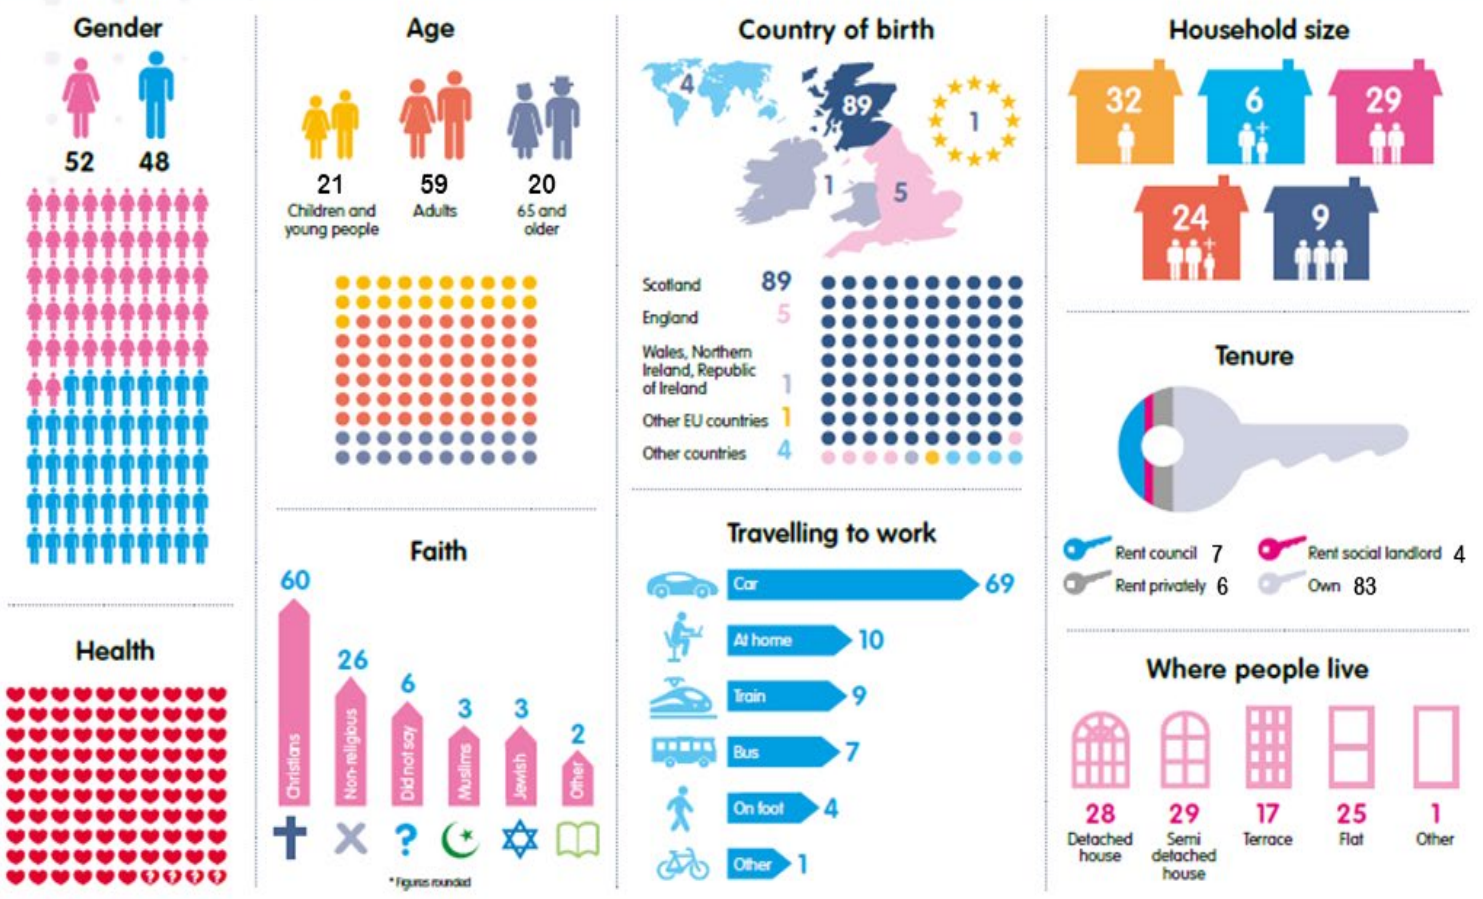 Gender
52 48
Health
Age
21 59 20
Children and
young people
Adults
65 and
older
Faith
60
26
6
3
3
2
Christians
Non-religious
Did not say
Muslims
Jewish
Other
?
* Figures rounded
Country of birth
4
89
1
1
5
Scotland 89
England 5
Wales, Northern
Ireland, Republic
of Ireland 1
Other EU countries 1
Other countries 4
Travelling to work
Car 69
At home 10
Train 9
Bus 7
On foot 4
Other 1
Household size
32 6 29
+
24 9
+
Tenure
Rent council 7 Rent social landlord 4
Rent privately 6 Own 83
Where people live
28 29 17 25 1
Detached
house
Semi
detached
house
Terrace
Flat
Other
? ? ? ?